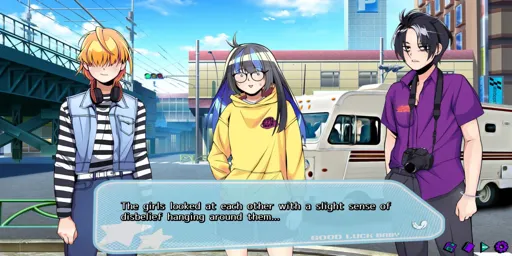 The girls looked at each other with a slight sense of
disbelief hanging around them...
GOOD LUCK BABY